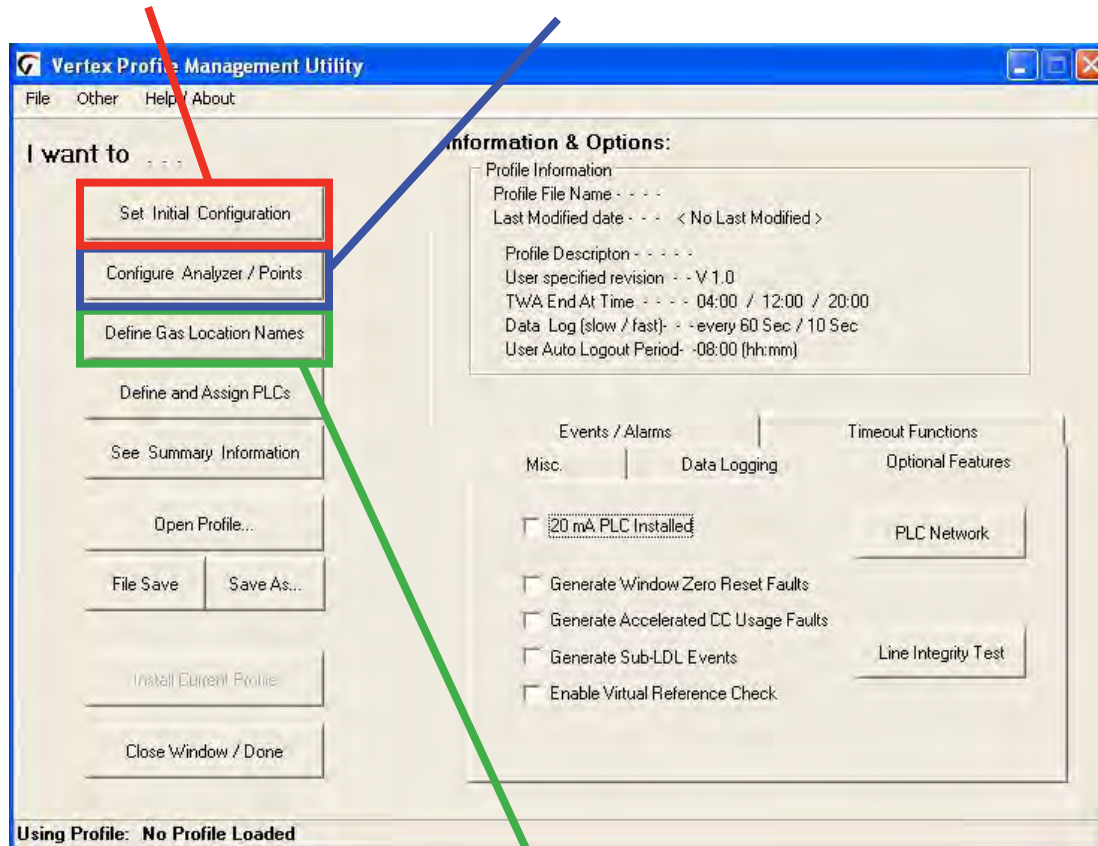 Vertex Profile Management Utility
File Other Help / About
I want to . . .
Set Initial Configuration
Configure Analyzer / Points
Define Gas Location Names
Define and Assign PLCs
See Summary Information
Open Profile...
File Save Save As...
Install Current Profile
Close Window / Done
Information & Options:
Profile Information
Profile File Name - - - -
Last Modified date - - - < No Last Modified >
Profile Descripton - - - - -
User specified revision - - V 1.0
TWA End At Time - - - - 04:00 / 12:00 / 20:00
Data Log (slow / fast)- - -every 60 Sec / 10 Sec
User Auto Logout Period- -08:00 (hh:mm)
Events / Alarms Timeout Functions
Misc. Data Logging Optional Features
20 mA PLC Installed
PLC Network
Generate Window Zero Reset Faults
Generate Accelerated CC Usage Faults
Generate Sub-LDL Events
Line Integrity Test
Enable Virtual Reference Check
Using Profile: No Profile Loaded